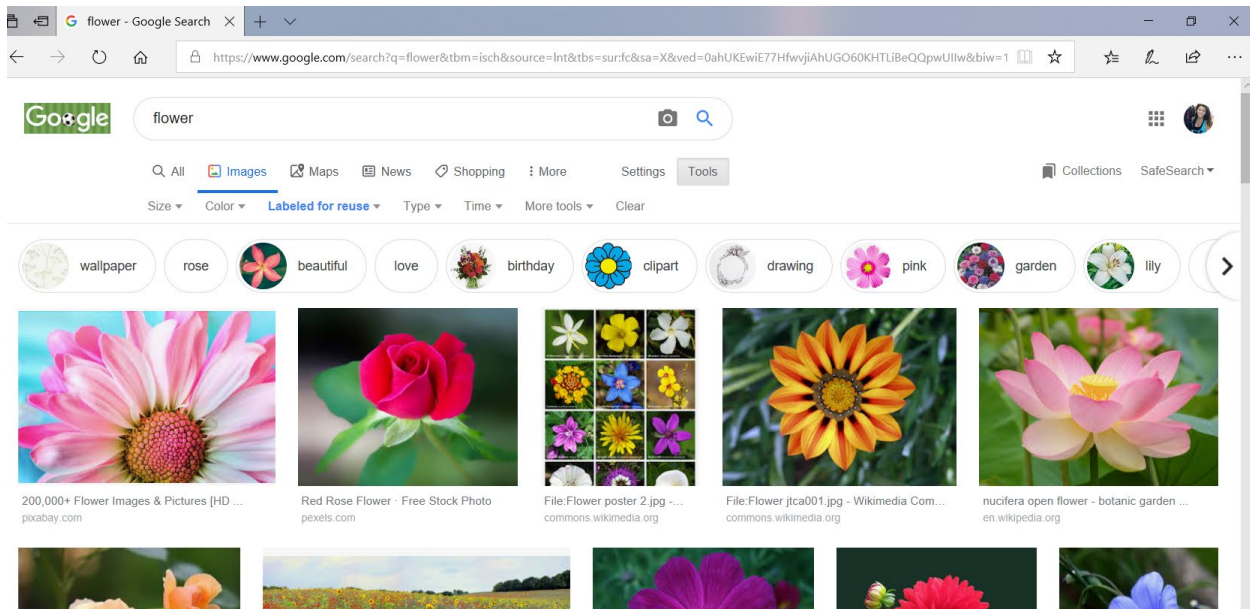 flower - Google Search
https://www.google.com/search?q=flower&tbm=isch&source=lnt&tbs=sur:fc&sa=X&ved=0ahUKEwiE77HfwvjiAhUGO60KHTLiBeQQpwUIIw&biw=1
Google
flower
All Images Maps News Shopping More Settings Tools Collections SafeSearch
Size Color Labeled for reuse Type Time More tools Clear
wallpaper rose beautiful love birthday clipart drawing pink garden lily
200,000+ Flower Images & Pictures [HD ... Red Rose Flower · Free Stock Photo File:Flower poster 2.jpg -... File:Flower jtca001.jpg - Wikimedia Com... nucifera open flower - botanic garden ...
pixabay.com pexels.com commons.wikimedia.org commons.wikimedia.org en.wikipedia.org